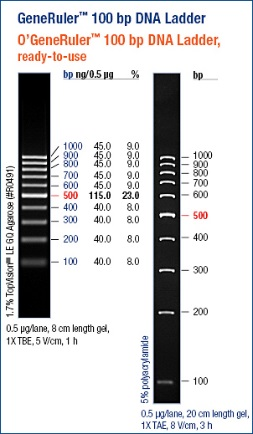 GeneRuler™ 100 bp DNA Ladder
O'GeneRuler™ 100 bp DNA Ladder,
ready-to-use
bp ng/0.5 µg %
1000 45.0 9.0
900 45.0 9.0
800 45.0 9.0
700 45.0 9.0
600 45.0 9.0
500 115.0 23.0
400 40.0 8.0
300 40.0 8.0
200 40.0 8.0
100 40.0 8.0
1.7% TopVision™ LE GQ Agarose (#R0491)
0.5 µg/lane, 8 cm length gel,
1X TBE, 5 V/cm, 1 h
bp
1000
900
800
700
600
500
400
300
200
100
5% polyacrylamide
0.5 µg/lane, 20 cm length gel,
1X TAE, 8 V/cm, 3 h